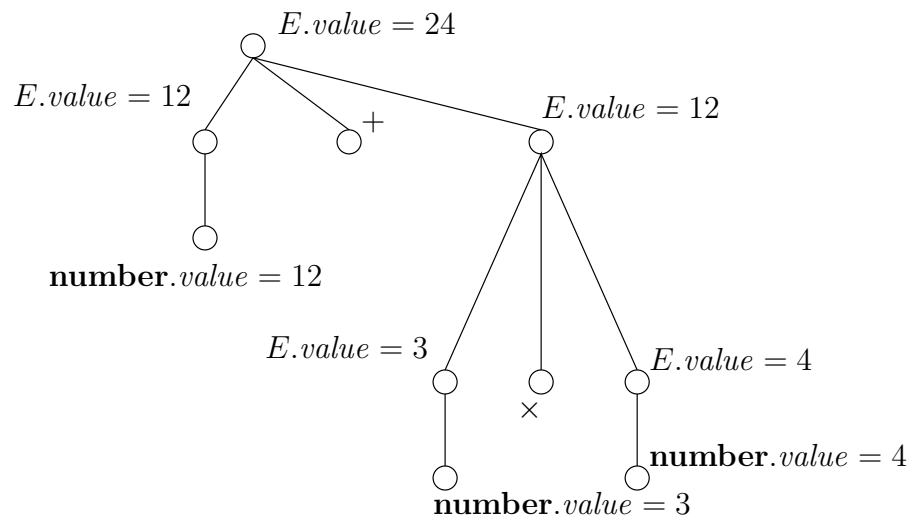 E.value = 24
E.value = 12
+
E.value = 12
number.value = 12
E.value = 3
E.value = 4
×
number.value = 4
number.value = 3